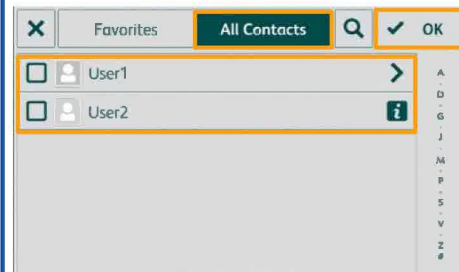 Favorites All Contacts OK
User1
User2
A
D
G
J
M
P
S
V
Z
#